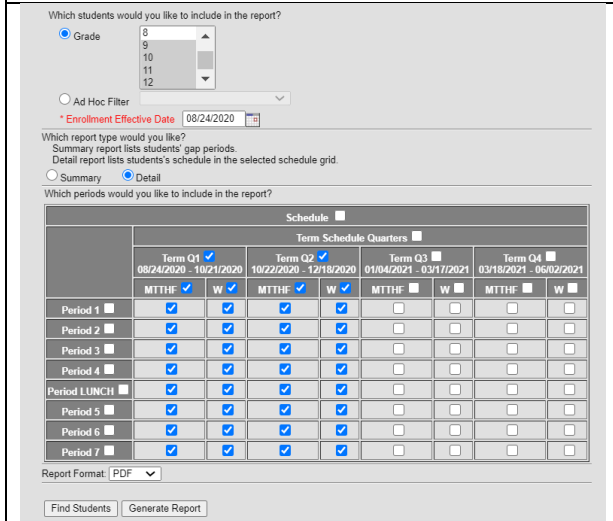 Which students would you like to include in the report?
Grade
8
9
10
11
12
Ad Hoc Filter
* Enrollment Effective Date 08/24/2020
Which report type would you like?
Summary report lists students' gap periods.
Detail report lists students's schedule in the selected schedule grid.
Summary Detail
Which periods would you like to include in the report?
Schedule
Term Schedule Quarters
Term Q1 Term Q2 Term Q3 Term Q4
08/24/2020 - 10/21/2020 10/22/2020 - 12/18/2020 01/04/2021 - 03/17/2021 03/18/2021 - 06/02/2021
MTTHF W MTTHF W MTTHF W MTTHF W
Period 1
Period 2
Period 3
Period 4
Period LUNCH
Period 5
Period 6
Period 7
Report Format: PDF
Find Students Generate Report